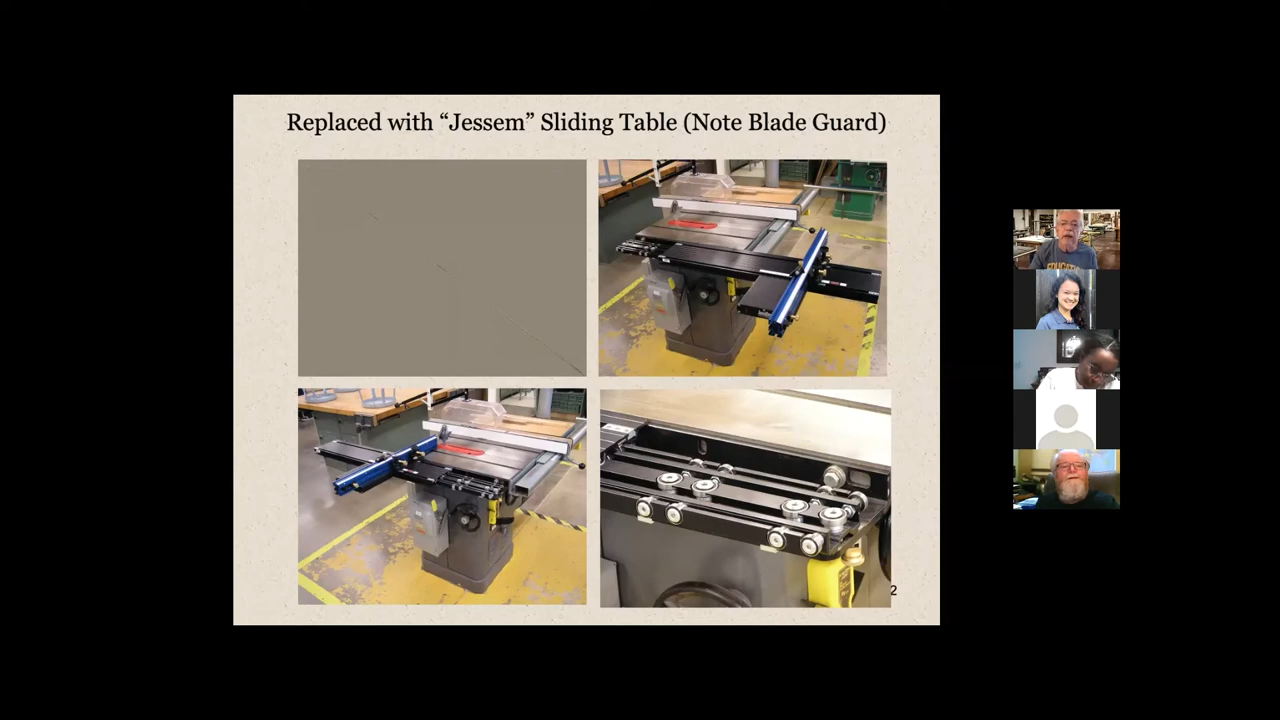 Replaced with “Jessem” Sliding Table (Note Blade Guard)
2